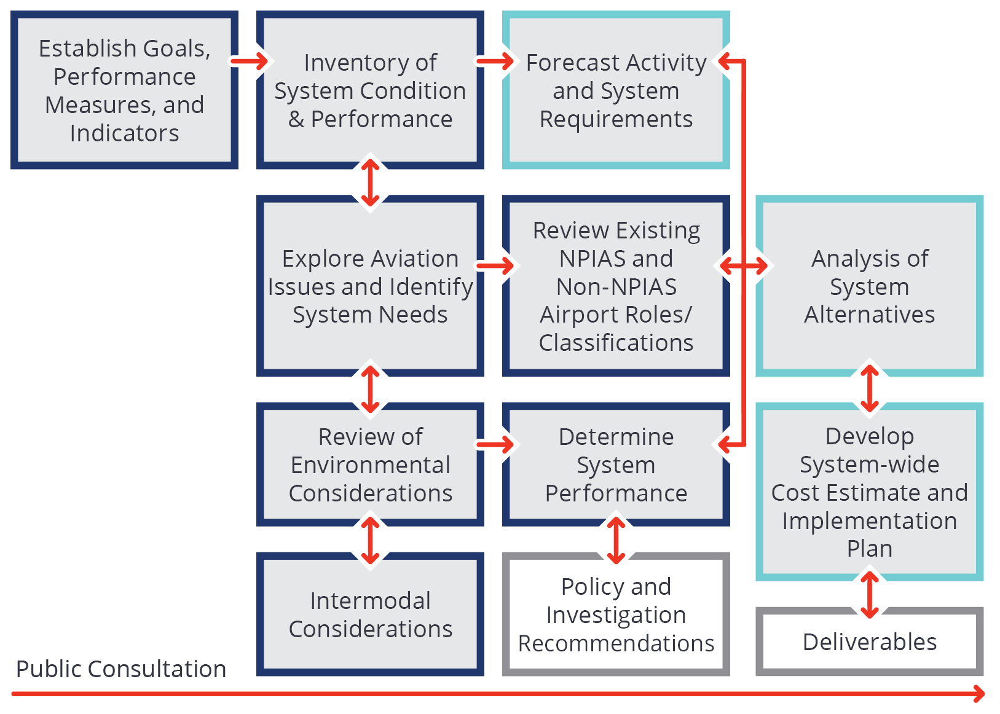 Establish Goals,
Performance
Measures, and
Indicators
Inventory of
System Condition
& Performance
Forecast Activity
and System
Requirements
Explore Aviation
Issues and Identify
System Needs
Review Existing
NPIAS and
Non-NPIAS
Airport Roles/
Classifications
Analysis of
System
Alternatives
Review of
Environmental
Considerations
Determine
System
Performance
Develop
System-wide
Cost Estimate and
Implementation
Plan
Intermodal
Considerations
Policy and
Investigation
Recommendations
Deliverables
Public Consultation